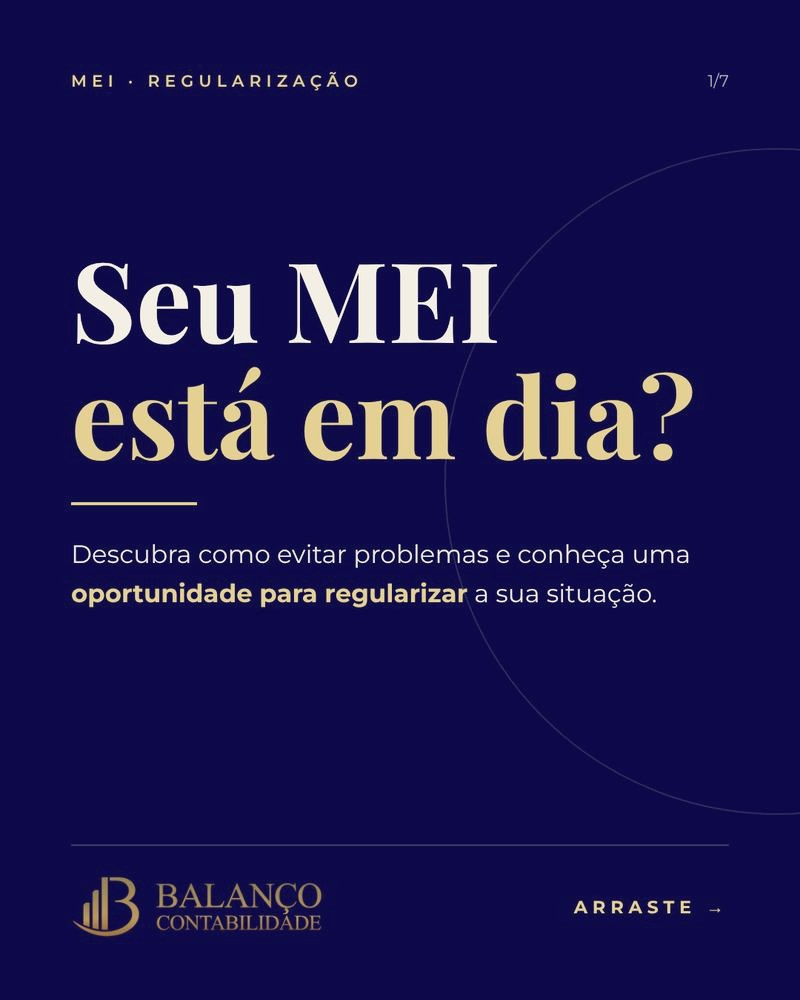 MEI · REGULARIZAÇÃO
1/7
Seu MEI
está em dia?
Descubra como evitar problemas e conheça uma
oportunidade para regularizar a sua situação.
BALANÇO
CONTABILIDADE
ARRASTE →